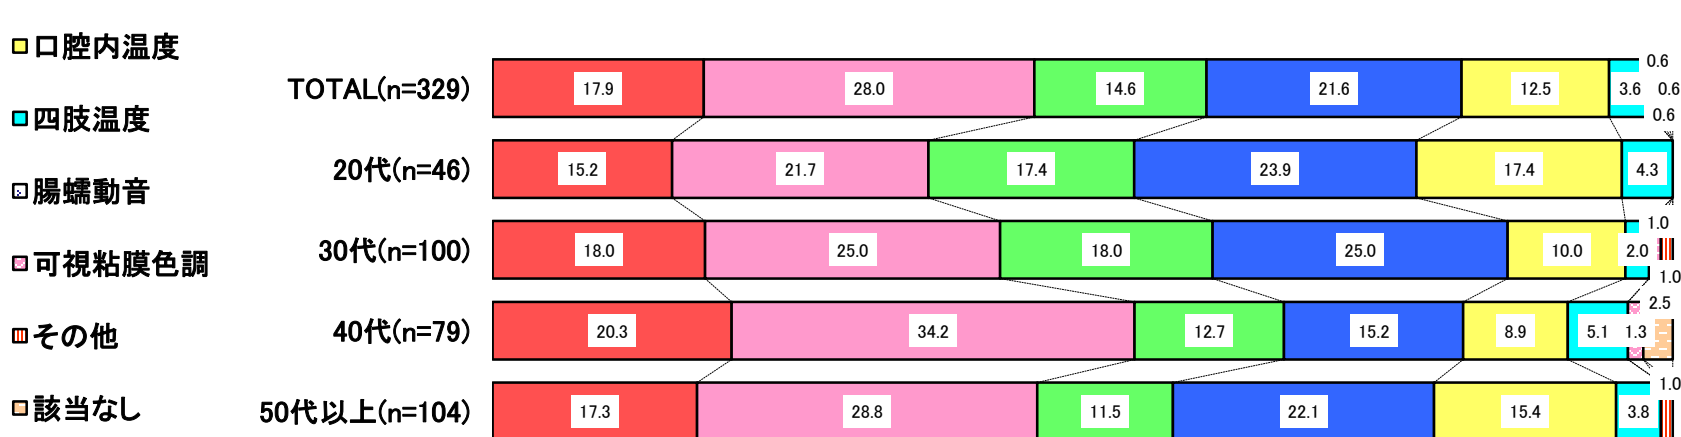 口腔内温度
四肢温度
腸蠕動音
可視粘膜色調
その他
該当なし
TOTAL(n=329) 17.9 28.0 14.6 21.6 12.5 3.6 0.6 0.6 0.6
20代(n=46) 15.2 21.7 17.4 23.9 17.4 4.3
30代(n=100) 18.0 25.0 18.0 25.0 10.0 2.0 1.0 1.0
40代(n=79) 20.3 34.2 12.7 15.2 8.9 5.1 1.3 2.5
50代以上(n=104) 17.3 28.8 11.5 22.1 15.4 3.8 1.0